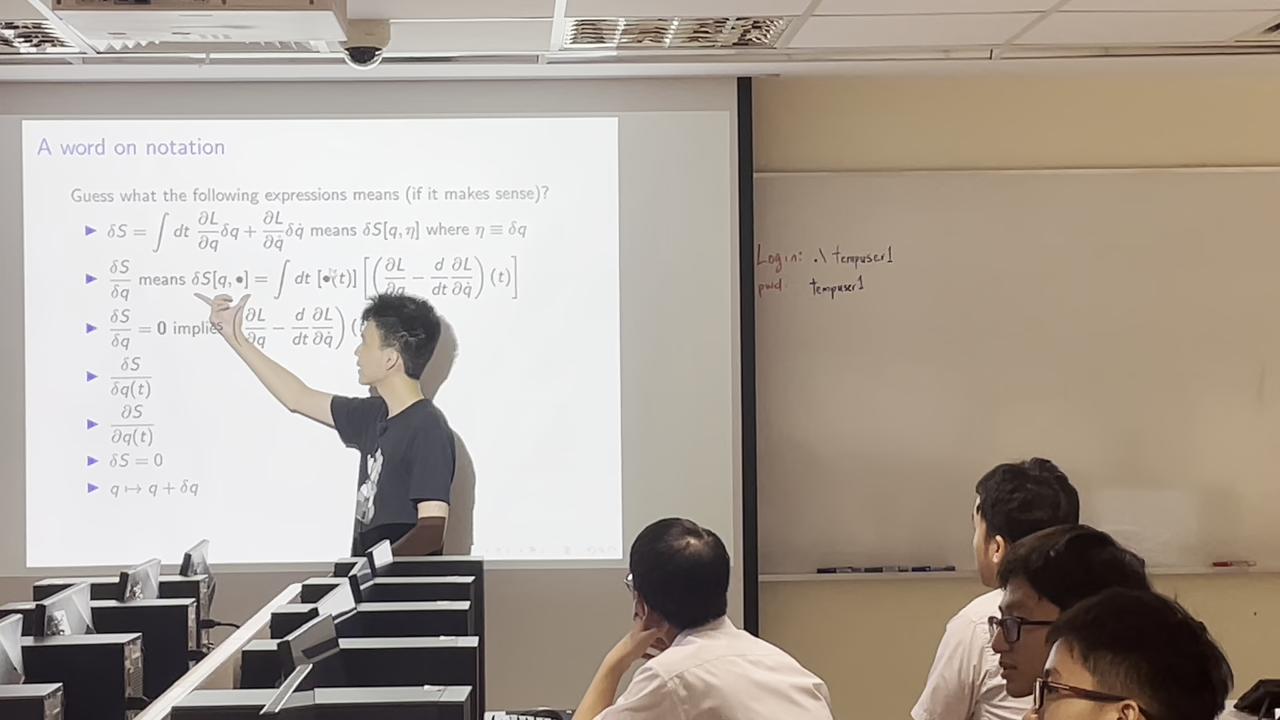 A word on notation
Guess what the following expressions means (if it makes sense)?
▶ δS = ∫ dt ∂L/∂q δq + ∂L/∂q̇ δq̇ means δS[q, η] where η ≡ δq
▶ δS/δq means δS[q, •] = ∫ dt [•(t)] [(∂L/∂q − d/dt ∂L/∂q̇) (t)]
▶ δS/δq = 0 implies (∂L/∂q − d/dt ∂L/∂q̇) (
▶ δS/δq(t)
▶ ∂S/∂q(t)
▶ δS = 0
▶ q ↦ q + δq
Login: .\ tempuser1
pwd: tempuser1